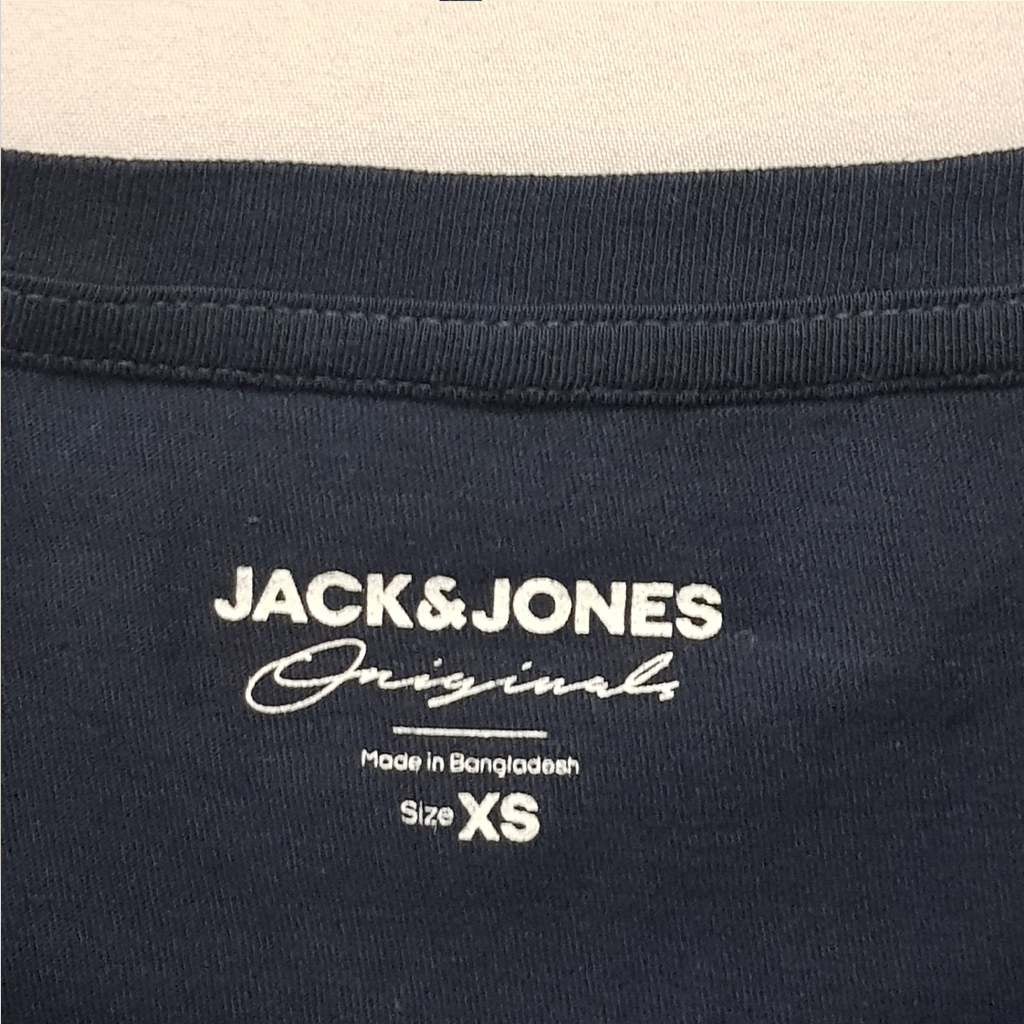 JACK&JONES
Originals
Made in Bangladesh
Size XS